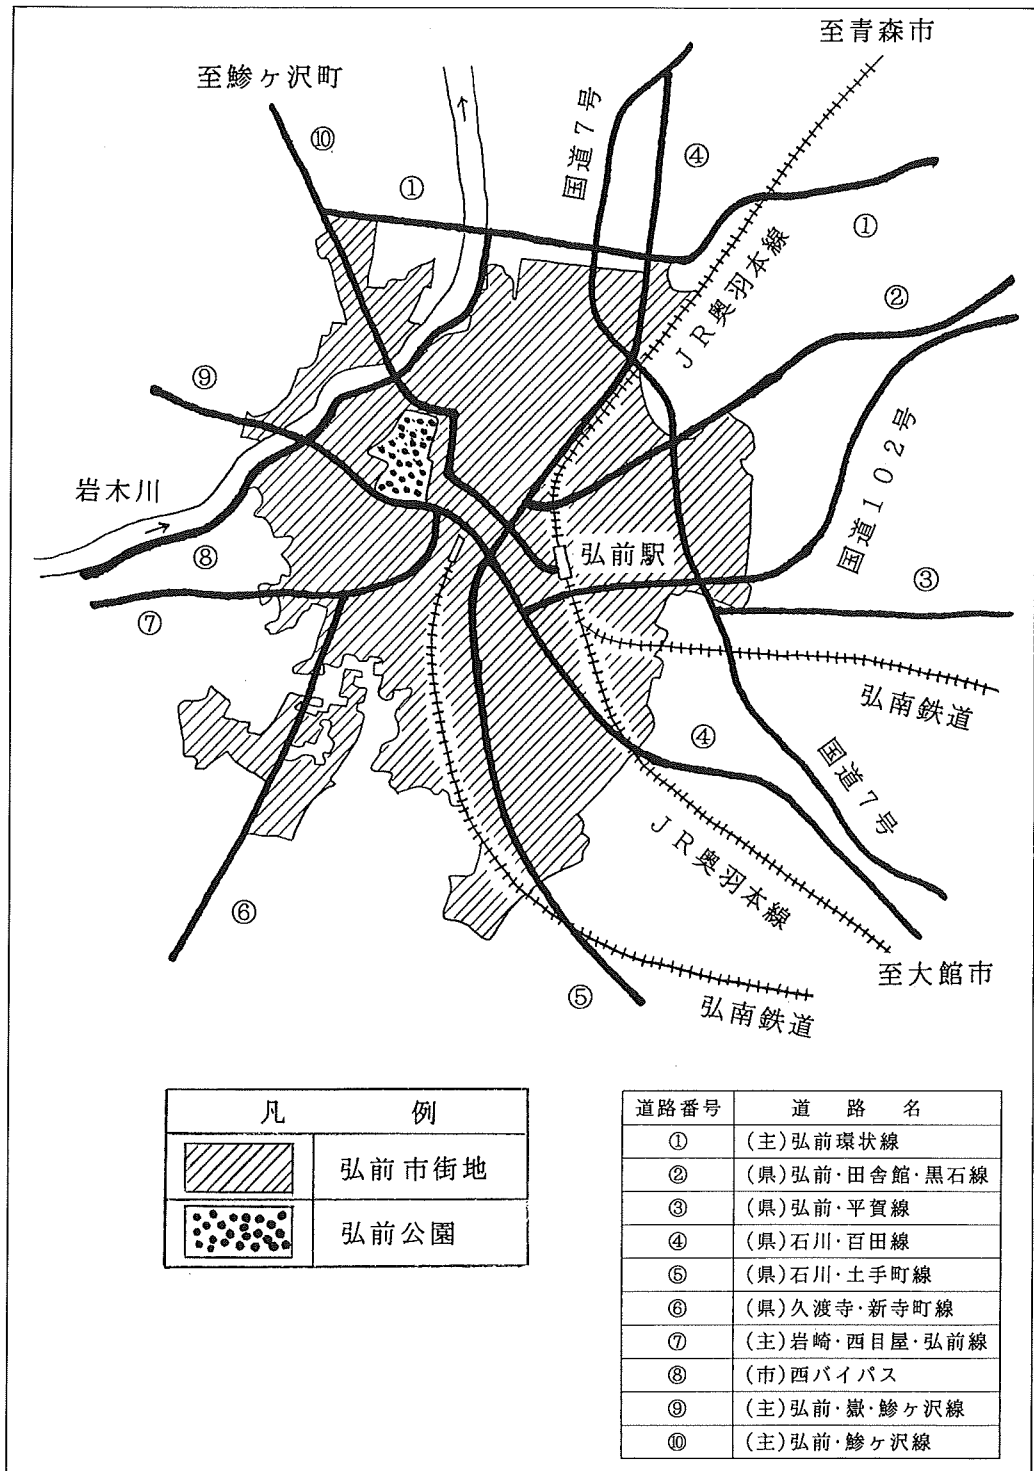 至青森市
至鰺ヶ沢町
国道7号
⑩
④
①
①
JR奥羽本線
②
⑨
国道102号
岩木川
弘前駅
⑧
③
⑦
弘南鉄道
④
国道7号
JR奥羽本線
⑥
至大館市
⑤
弘南鉄道
凡 例
弘前市街地
弘前公園
道路番号 道路名
① (主)弘前環状線
② (県)弘前・田舎館・黒石線
③ (県)弘前・平賀線
④ (県)石川・百田線
⑤ (県)石川・土手町線
⑥ (県)久渡寺・新寺町線
⑦ (主)岩崎・西目屋・弘前線
⑧ (市)西バイパス
⑨ (主)弘前・嶽・鰺ヶ沢線
⑩ (主)弘前・鰺ヶ沢線